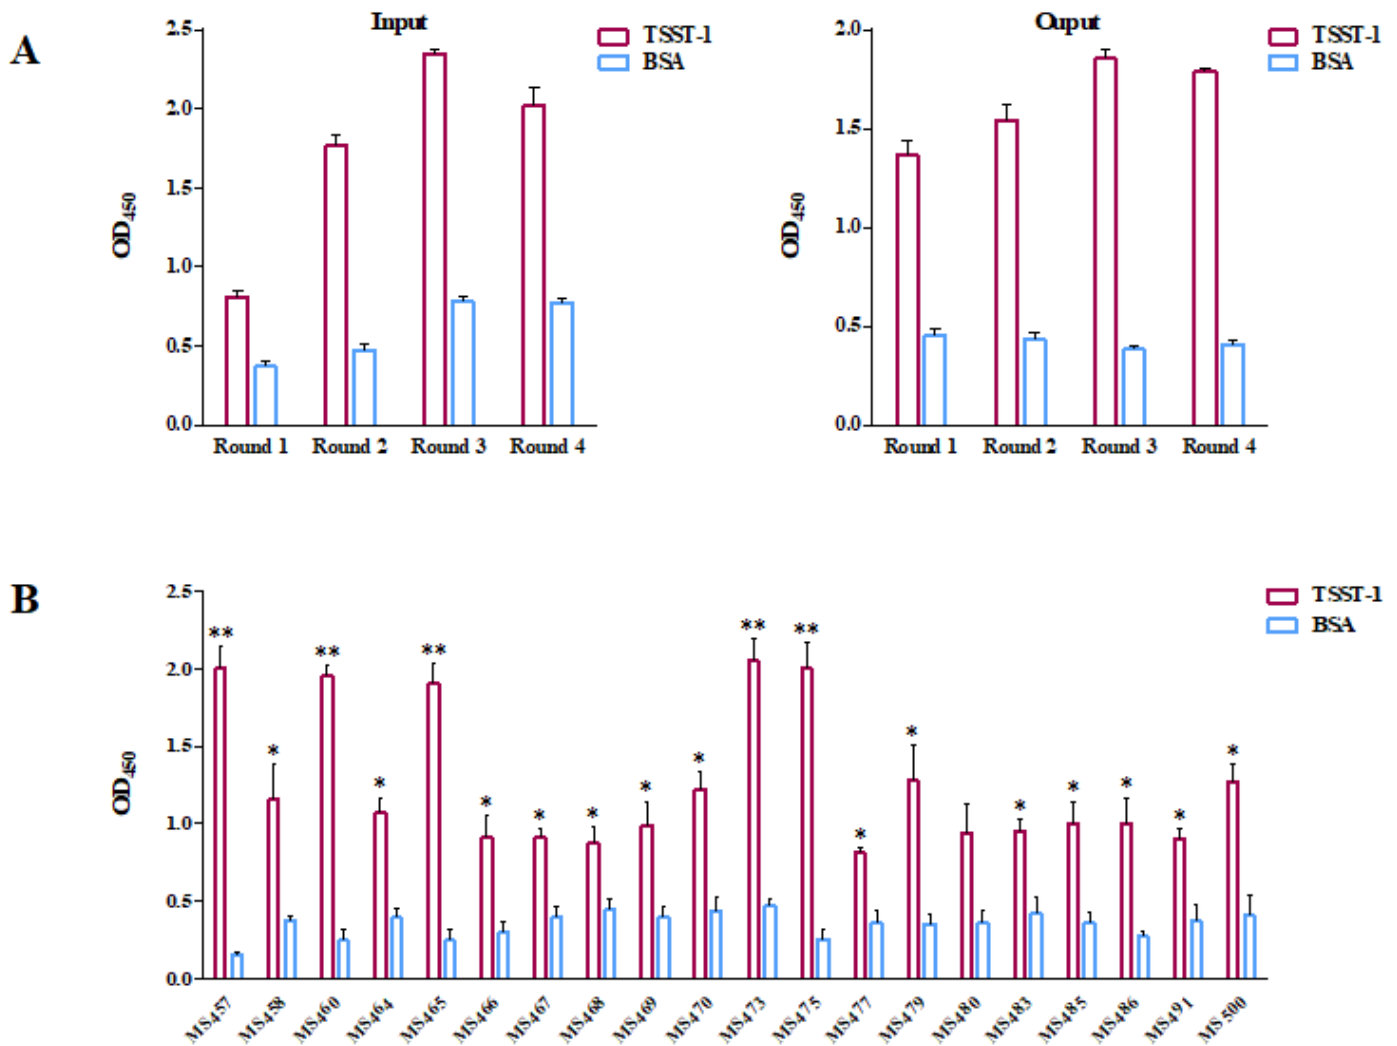 A
Input
OD450
2.5
2.0
1.5
1.0
0.5
0.0
Round 1 Round 2 Round 3 Round 4
TSST-1
BSA
Ouput
OD450
2.0
1.5
1.0
0.5
0.0
Round 1 Round 2 Round 3 Round 4
TSST-1
BSA
B
OD450
2.5
2.0
1.5
1.0
0.5
0.0
** * ** * ** * * * * * ** ** * * * * * * *
MS457 MS458 MS460 MS464 MS465 MS466 MS467 MS468 MS469 MS470 MS473 MS475 MS477 MS479 MS480 MS483 MS485 MS486 MS491 MS 500
TSST-1
BSA